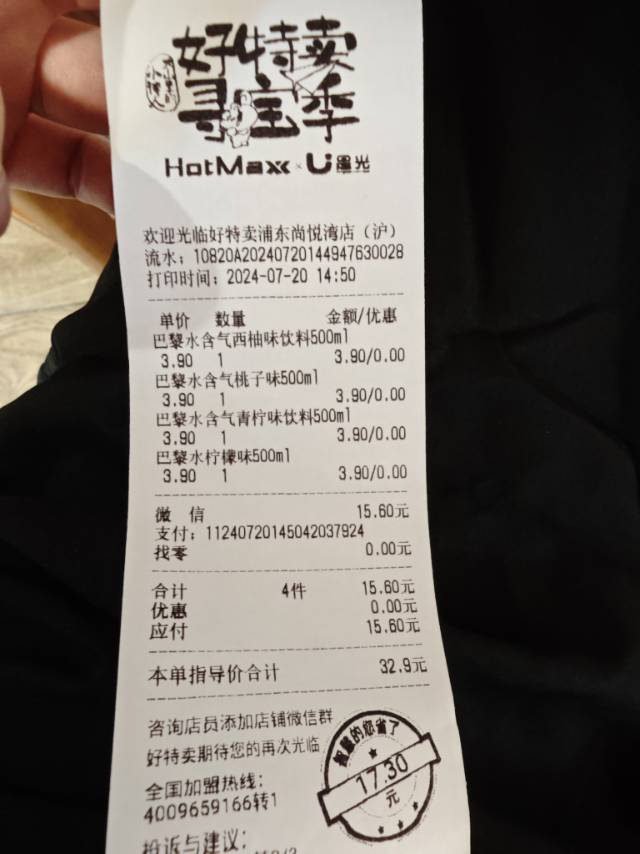 好特卖
寻宝季
HotMaxx × U 星光
欢迎光临好特卖浦东尚悦湾店（沪）
流水：10820A20240720144947630028
打印时间：2024-07-20 14:50
单价 数量 金额/优惠
巴黎水含气西柚味饮料500ml
3.90 1 3.90/0.00
巴黎水含气桃子味500ml
3.90 1 3.90/0.00
巴黎水含气青柠味饮料500ml
3.90 1 3.90/0.00
巴黎水柠檬味500ml
3.90 1 3.90/0.00
微 信 15.60元
支付：11240720145042037924
找零 0.00元
合计 4件 15.60元
优惠 0.00元
应付 15.60元
本单指导价合计 32.9元
咨询店员添加店铺微信群
好特卖期待您的再次光临
智慧的您省了
17.30
元
全国加盟热线：
4009659166转1
投诉与建议：